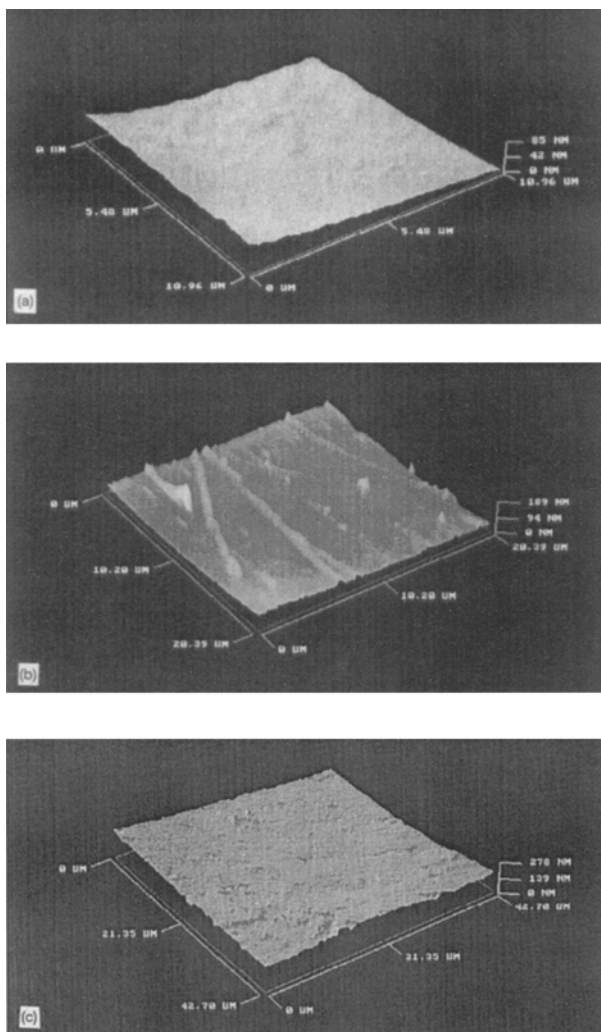 85 NM
42 NM
0 NM
10.96 UM
0 UM
5.48 UM
5.48 UM
10.96 UM
0 UM
(a)
189 NM
94 NM
0 NM
20.39 UM
0 UM
10.20 UM
10.20 UM
20.39 UM
0 UM
(b)
278 NM
139 NM
0 NM
42.70 UM
0 UM
21.35 UM
21.35 UM
42.70 UM
0 UM
(c)